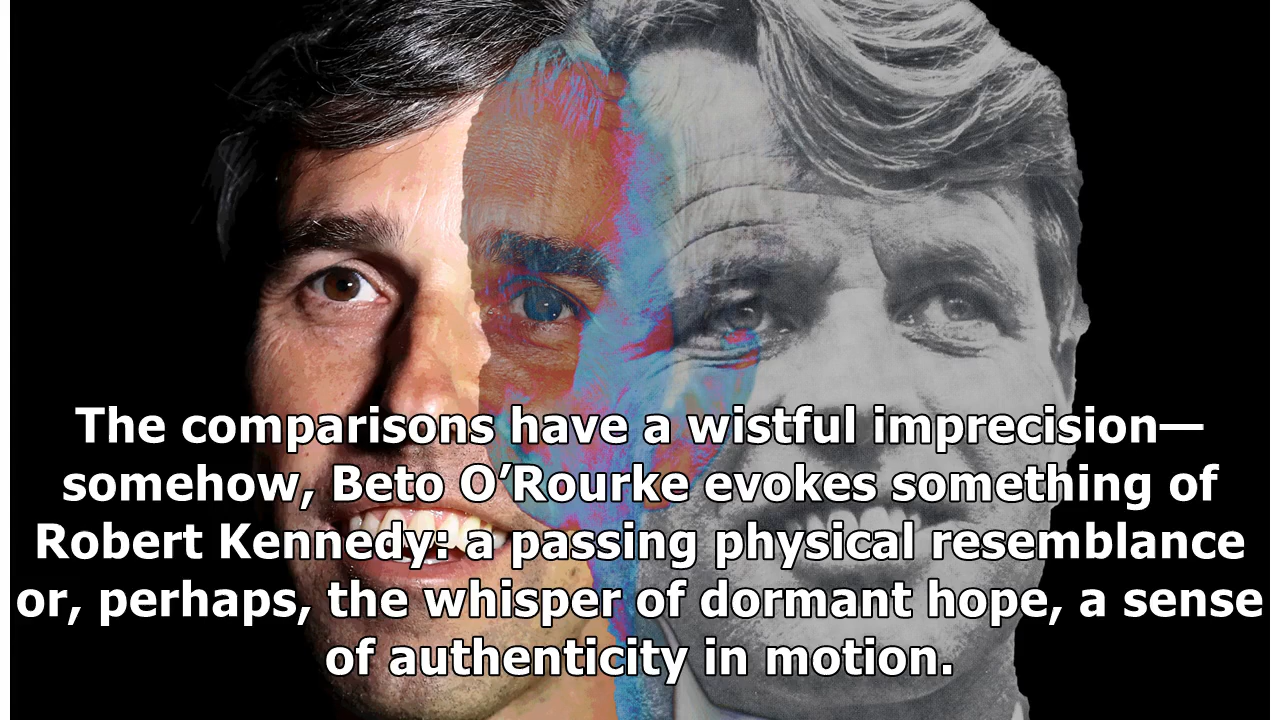 The comparisons have a wistful imprecision—
somehow, Beto O’Rourke evokes something of
Robert Kennedy: a passing physical resemblance
or, perhaps, the whisper of dormant hope, a sense
of authenticity in motion.